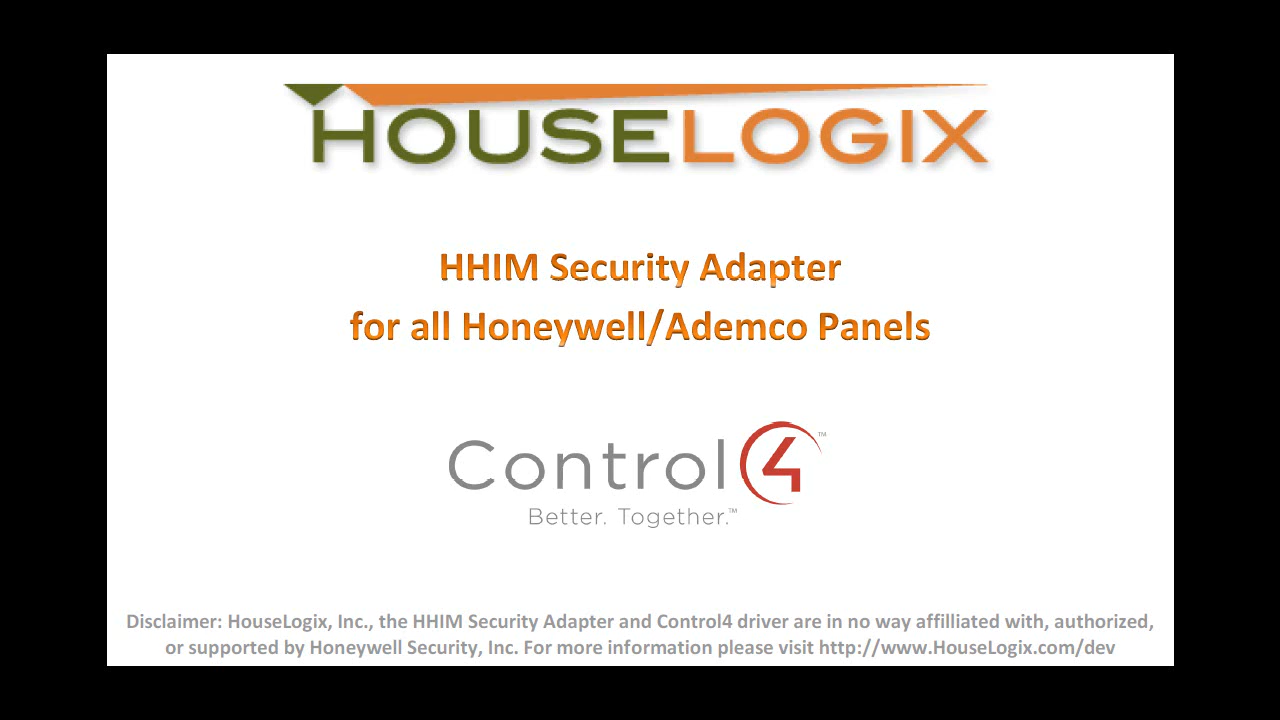 HOUSELOGIX
HHIM Security Adapter
for all Honeywell/Ademco Panels
Control4™
Better. Together.™
Disclaimer: HouseLogix, Inc., the HHIM Security Adapter and Control4 driver are in no way affilliated with, authorized,
or supported by Honeywell Security, Inc. For more information please visit http://www.HouseLogix.com/dev